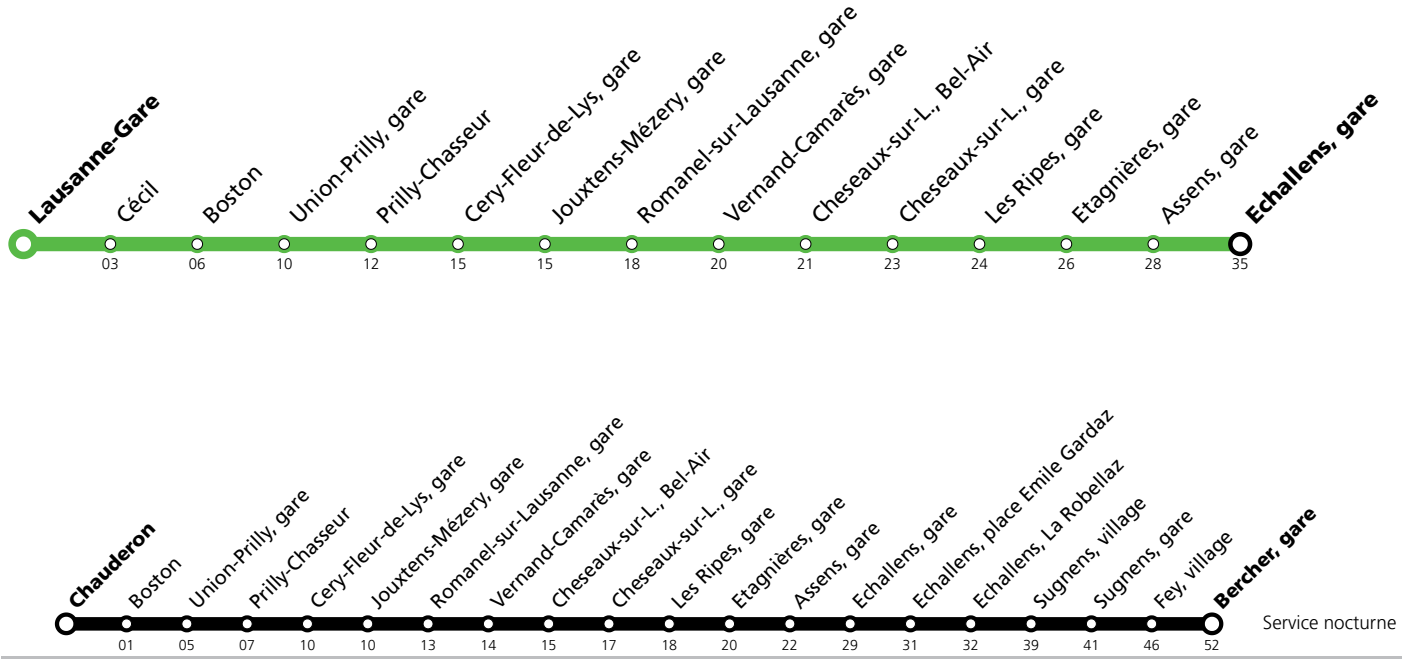 Lausanne-Gare
Cécil
Boston
Union-Prilly, gare
Prilly-Chasseur
Cery-Fleur-de-Lys, gare
Jouxtens-Mézery, gare
Romanel-sur-Lausanne, gare
Vernand-Camarès, gare
Cheseaux-sur-L., Bel-Air
Cheseaux-sur-L., gare
Les Ripes, gare
Etagnières, gare
Assens, gare
Echallens, gare
03 06 10 12 15 15 18 20 21 23 24 26 28 35
Chauderon
Boston
Union-Prilly, gare
Prilly-Chasseur
Cery-Fleur-de-Lys, gare
Jouxtens-Mézery, gare
Romanel-sur-Lausanne, gare
Vernand-Camarès, gare
Cheseaux-sur-L., Bel-Air
Cheseaux-sur-L., gare
Les Ripes, gare
Etagnières, gare
Assens, gare
Echallens, gare
Echallens, place Emile Gardaz
Echallens, La Robellaz
Sugnens, village
Sugnens, gare
Fey, village
Bercher, gare
Service nocturne
01 05 07 10 10 13 14 15 17 18 20 22 29 31 32 39 41 46 52